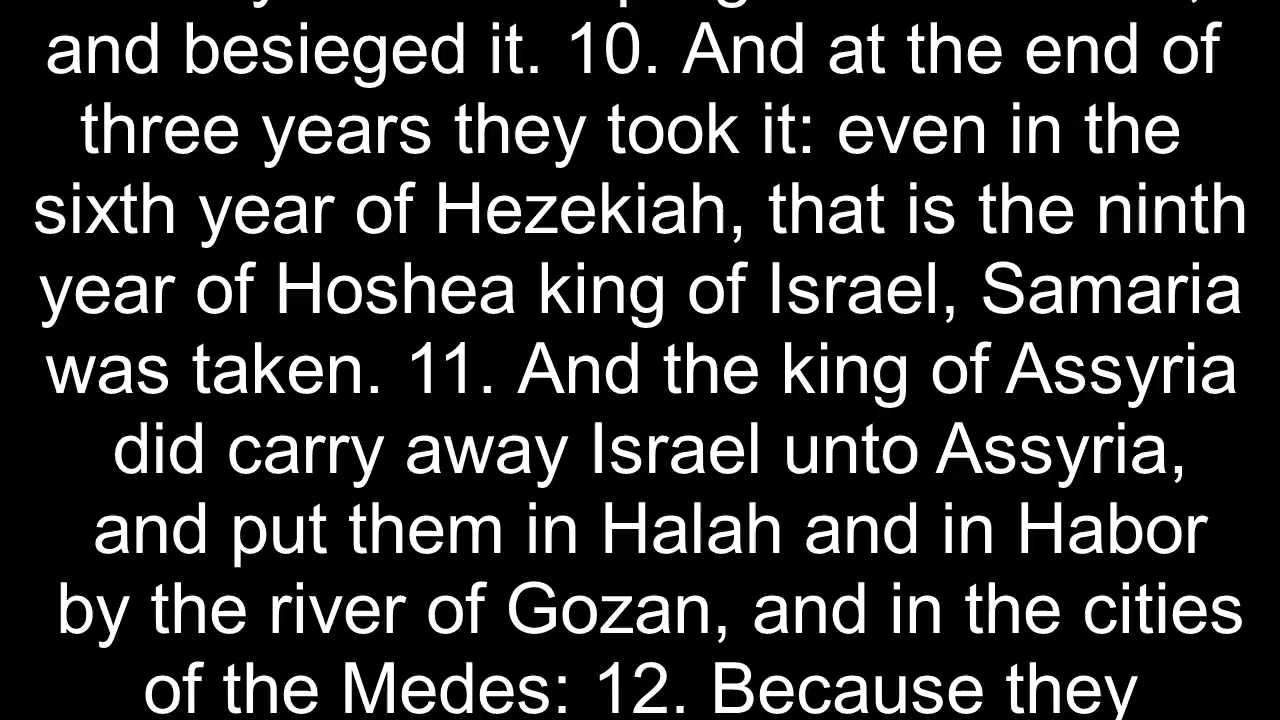 and besieged it. 10. And at the end of
three years they took it: even in the
sixth year of Hezekiah, that is the ninth
year of Hoshea king of Israel, Samaria
was taken. 11. And the king of Assyria
did carry away Israel unto Assyria,
and put them in Halah and in Habor
by the river of Gozan, and in the cities
of the Medes: 12. Because they